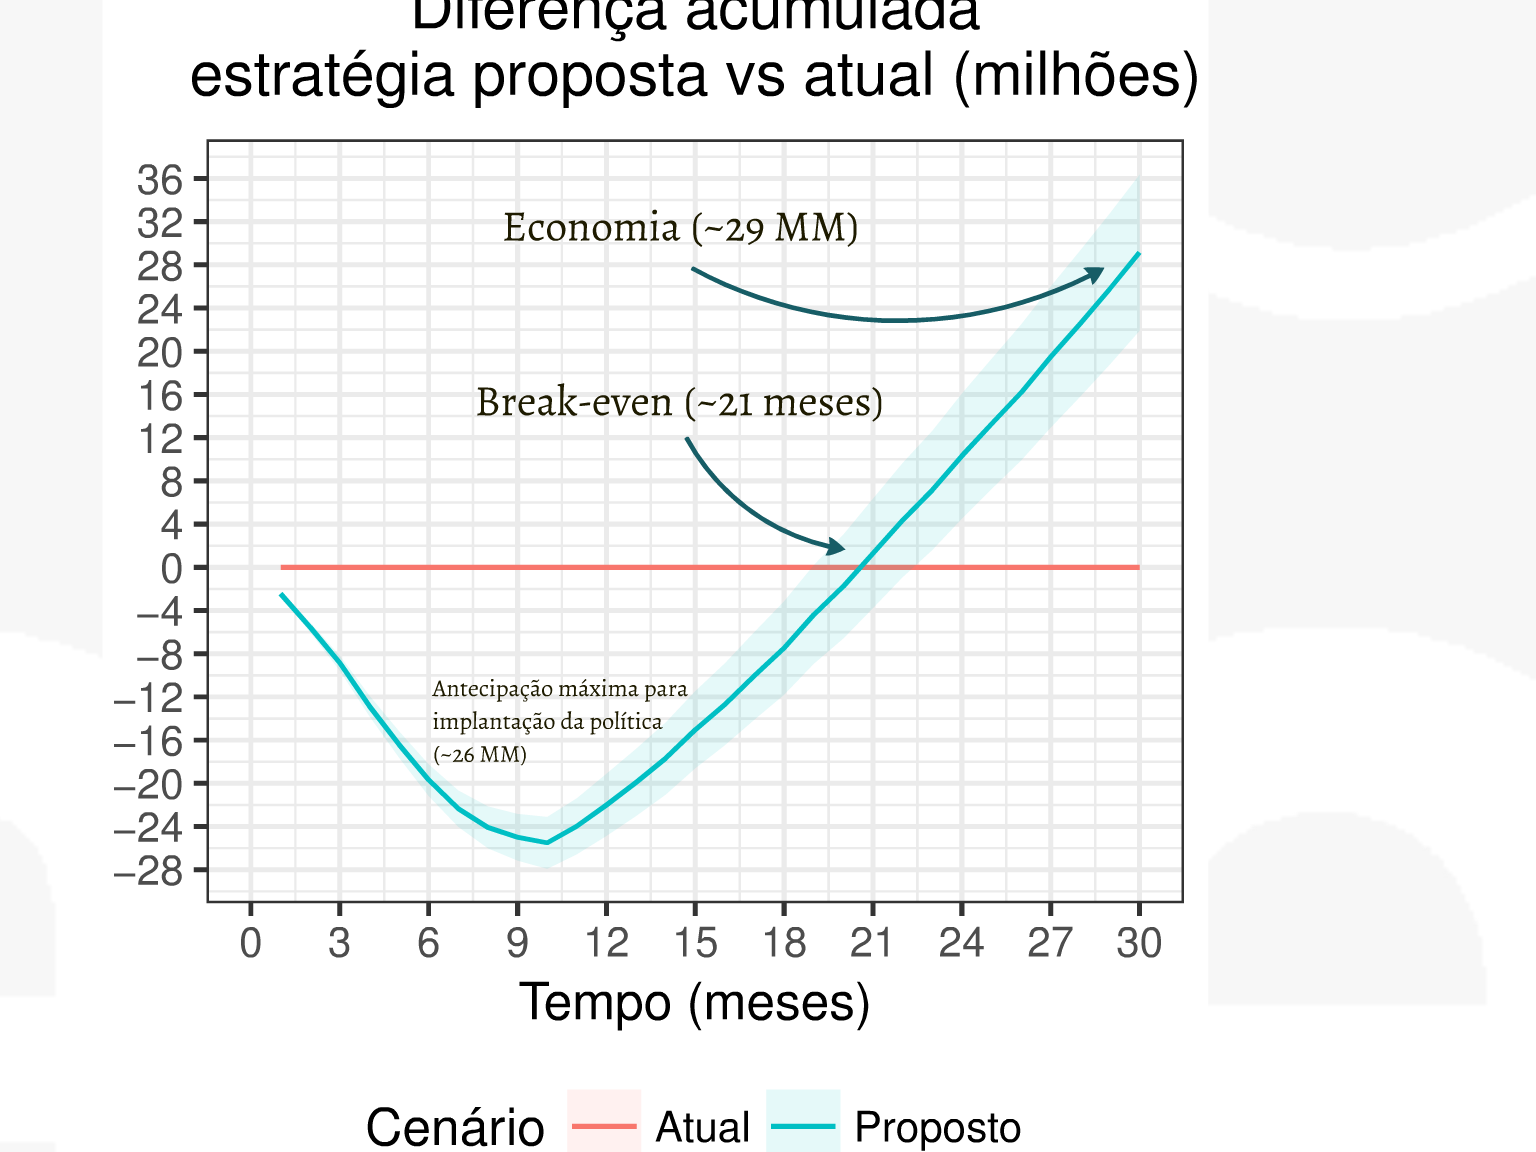 Diferença acumulada
estratégia proposta vs atual (milhões)
36
32
28
24
20
16
12
8
4
0
−4
−8
−12
−16
−20
−24
−28
Economia (~29 MM)
Break-even (~21 meses)
Antecipação máxima para
implantação da política
(~26 MM)
0 3 6 9 12 15 18 21 24 27 30
Tempo (meses)
Cenário Atual Proposto